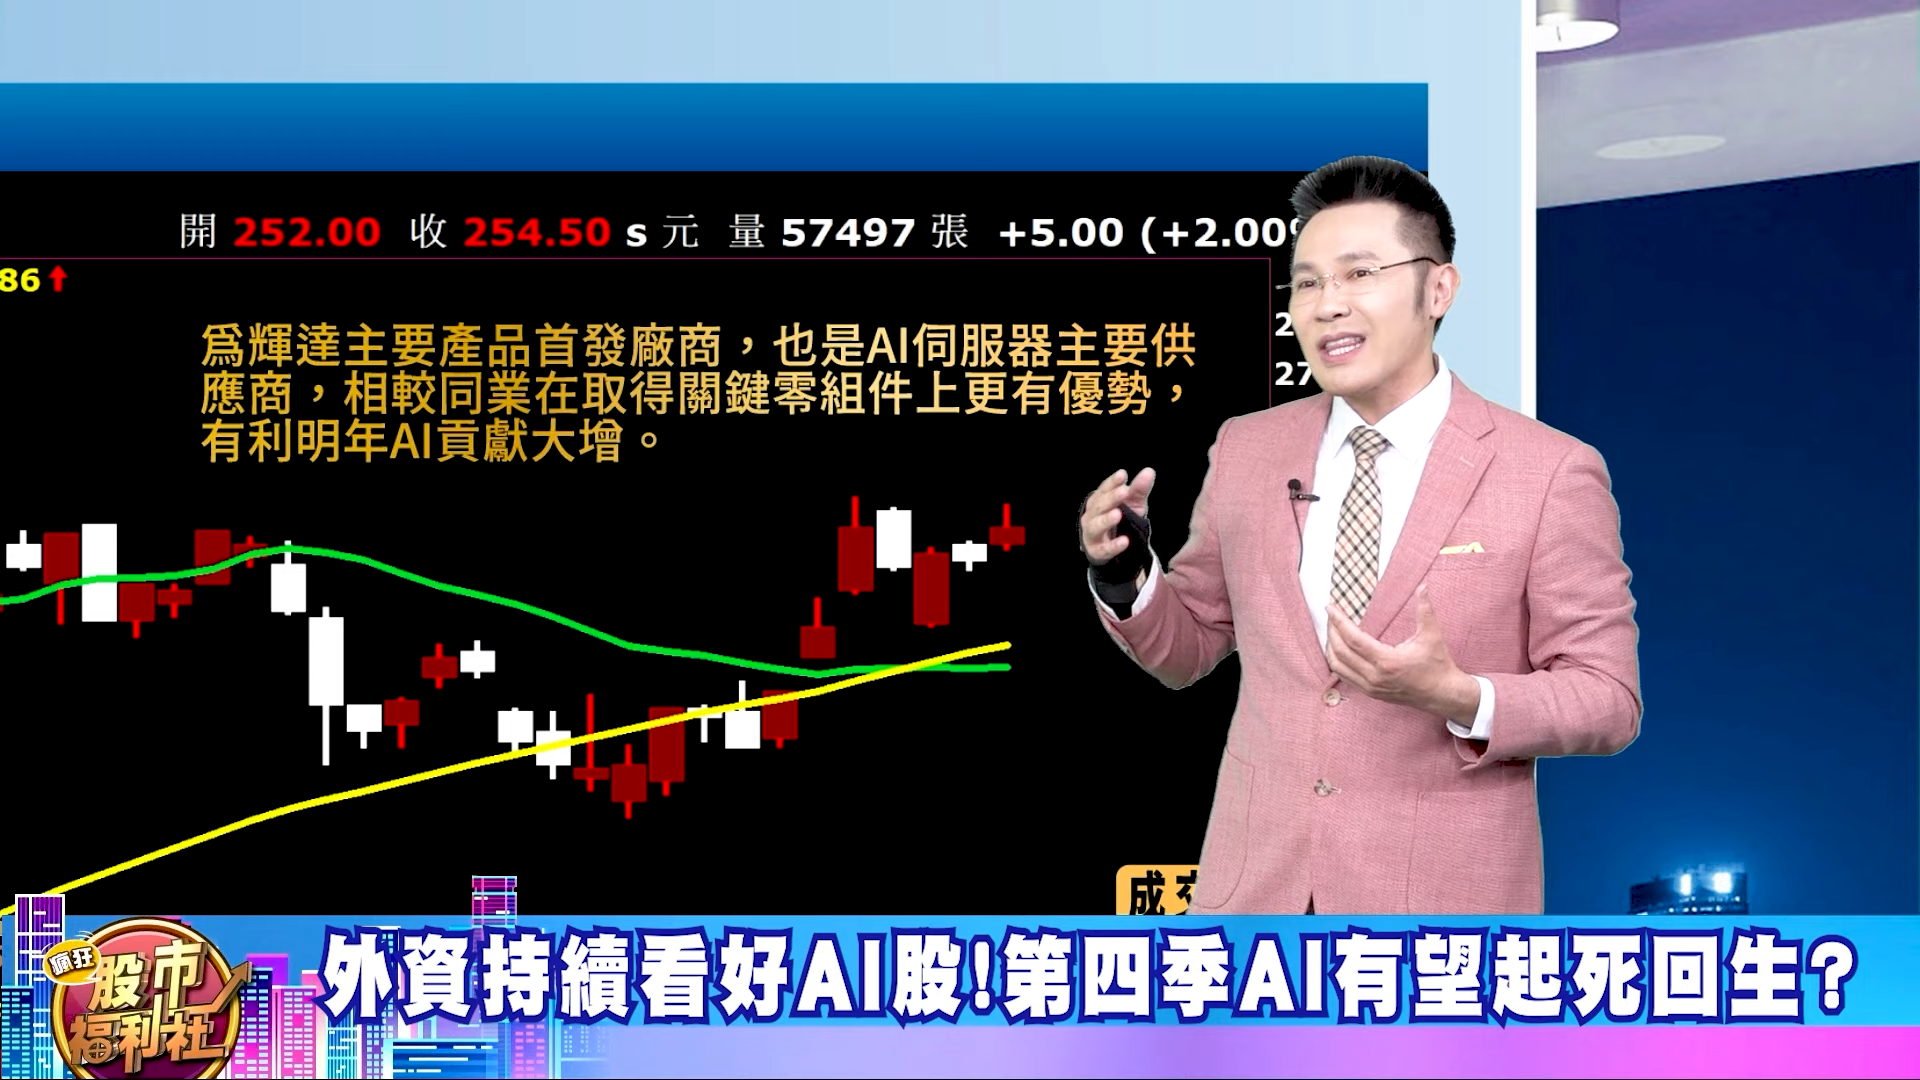 開 252.00 收 254.50 s 元 量 57497 張 +5.00 (+2.00%
86↑
為輝達主要產品首發廠商，也是AI伺服器主要供
應商，相較同業在取得關鍵零組件上更有優勢，
有利明年AI貢獻大增。
2
27
成交
外資持續看好AI股!第四季AI有望起死回生?
瘋狂
股市
福利社